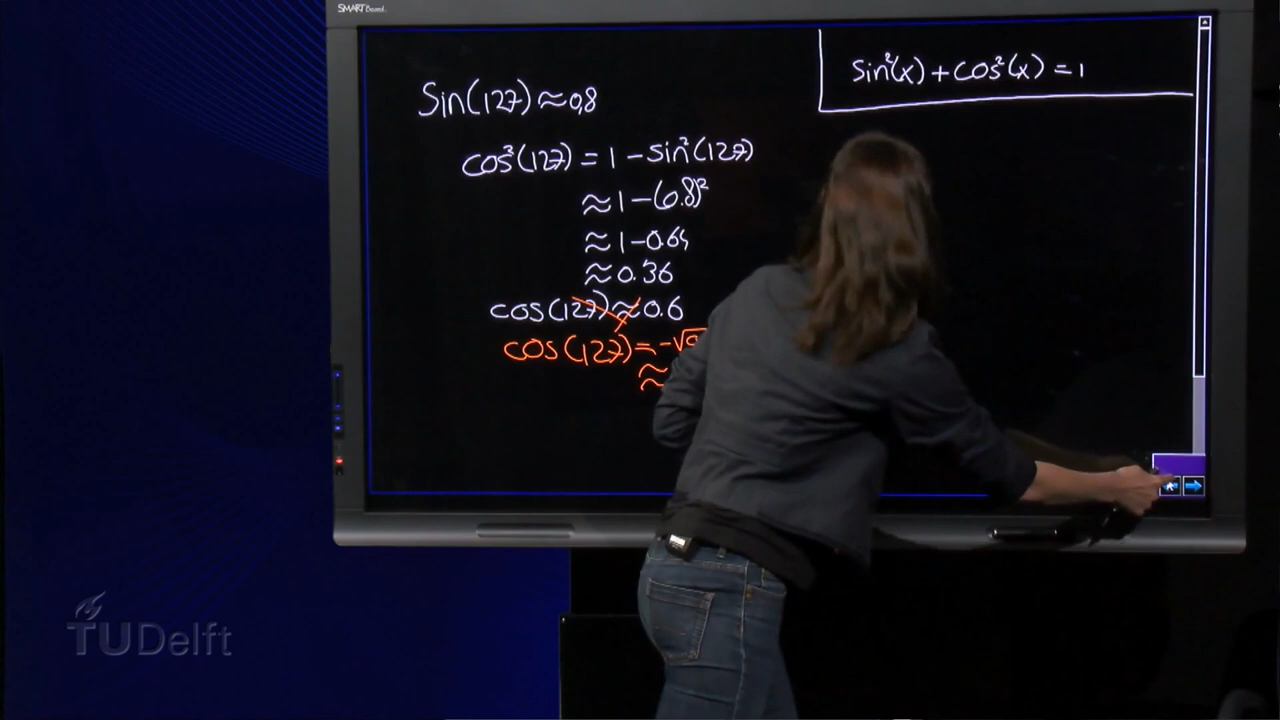 SMART Board
sin²(x) + cos²(x) = 1
Sin(127) ≈ 0,8
cos²(127) = 1 - sin²(127)
≈ 1 - (0.8)²
≈ 1 - 0.64
≈ 0.36
cos(127) ≈ 0.6
cos(127) = -√
≈
TUDelft